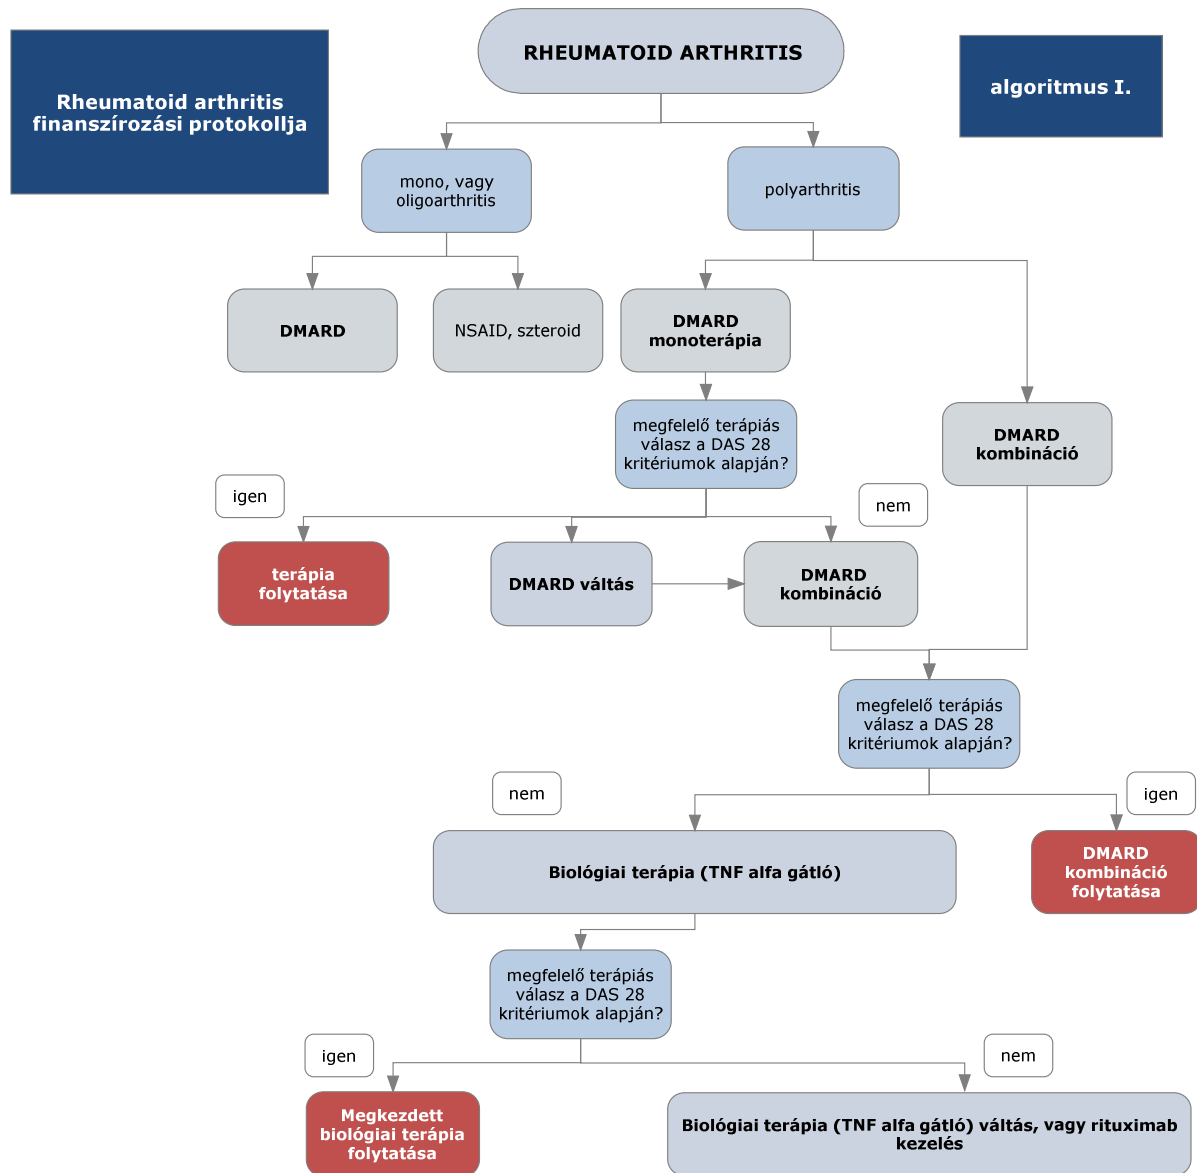 RHEUMATOID ARTHRITIS
Rheumatoid arthritis
finanszírozási protokollja
algoritmus I.
mono, vagy
oligoarthritis
polyarthritis
DMARD
NSAID, szteroid
DMARD
monoterápia
megfelelő terápiás
válasz a DAS 28
kritériumok alapján?
DMARD
kombináció
igen
nem
terápia
folytatása
DMARD váltás
DMARD
kombináció
megfelelő terápiás
válasz a DAS 28
kritériumok alapján?
nem
igen
Biológiai terápia (TNF alfa gátló)
DMARD
kombináció
folytatása
megfelelő terápiás
válasz a DAS 28
kritériumok alapján?
igen
nem
Megkezdett
biológiai terápia
folytatása
Biológiai terápia (TNF alfa gátló) váltás, vagy rituximab
kezelés